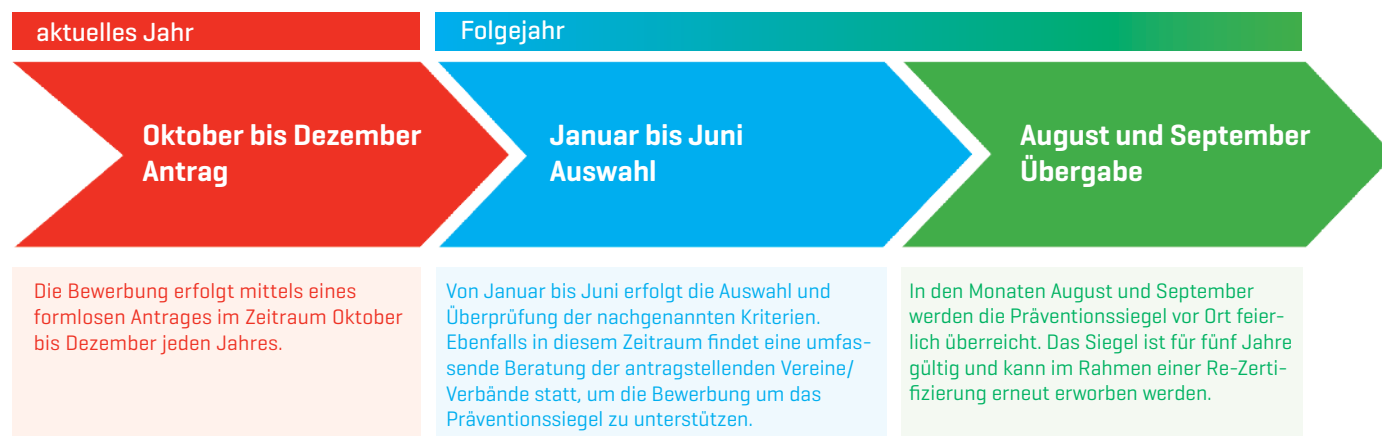 aktuelles Jahr
Folgejahr
Oktober bis Dezember
Antrag
Januar bis Juni
Auswahl
August und September
Übergabe
Die Bewerbung erfolgt mittels eines
formlosen Antrages im Zeitraum Oktober
bis Dezember jeden Jahres.
Von Januar bis Juni erfolgt die Auswahl und
Überprüfung der nachgenannten Kriterien.
Ebenfalls in diesem Zeitraum findet eine umfas-
sende Beratung der antragstellenden Vereine/
Verbände statt, um die Bewerbung um das
Präventionssiegel zu unterstützen.
In den Monaten August und September
werden die Präventionssiegel vor Ort feier-
lich überreicht. Das Siegel ist für fünf Jahre
gültig und kann im Rahmen einer Re-Zerti-
fizierung erneut erworben werden.